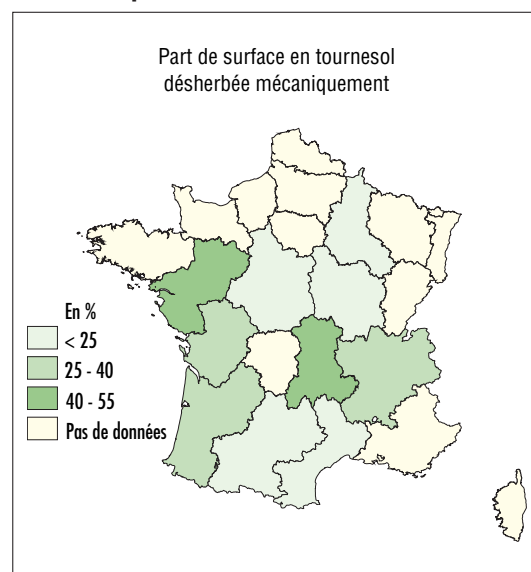 Part de surface en tournesol
désherbée mécaniquement
En %
< 25
25 - 40
40 - 55
Pas de données